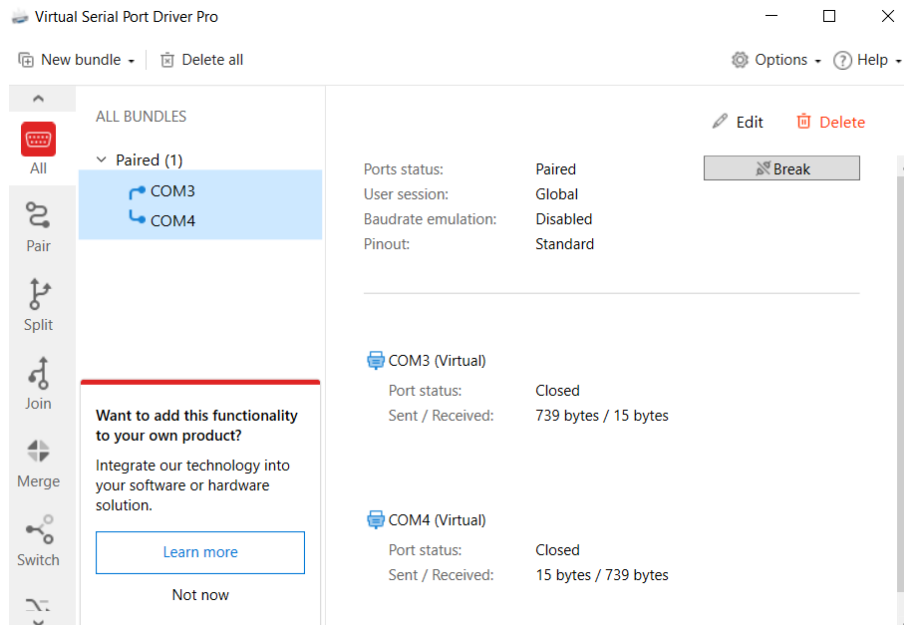 Virtual Serial Port Driver Pro
New bundle
Delete all
Options
Help
All
Pair
Split
Join
Merge
Switch
ALL BUNDLES
Paired (1)
COM3
COM4
Want to add this functionality
to your own product?
Integrate our technology into
your software or hardware
solution.
Learn more
Not now
Edit
Delete
Ports status: Paired
Break
User session: Global
Baudrate emulation: Disabled
Pinout: Standard
COM3 (Virtual)
Port status: Closed
Sent / Received: 739 bytes / 15 bytes
COM4 (Virtual)
Port status: Closed
Sent / Received: 15 bytes / 739 bytes